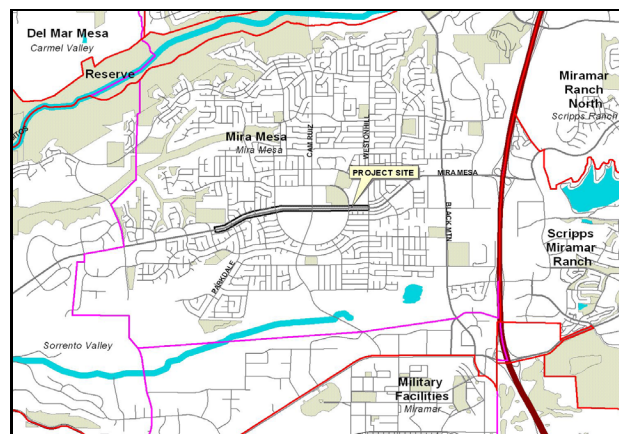 Del Mar Mesa
Carmel Valley
Reserve
Miramar
Ranch
North
Scripps Ranch
Mira Mesa
Mira Mesa
CAM RUIZ
WESTONHILL
PROJECT SITE
MIRA MESA
BLACK MTN
Scripps
Miramar
Ranch
PARKDALE
Sorrento Valley
Military
Facilities
Miramar